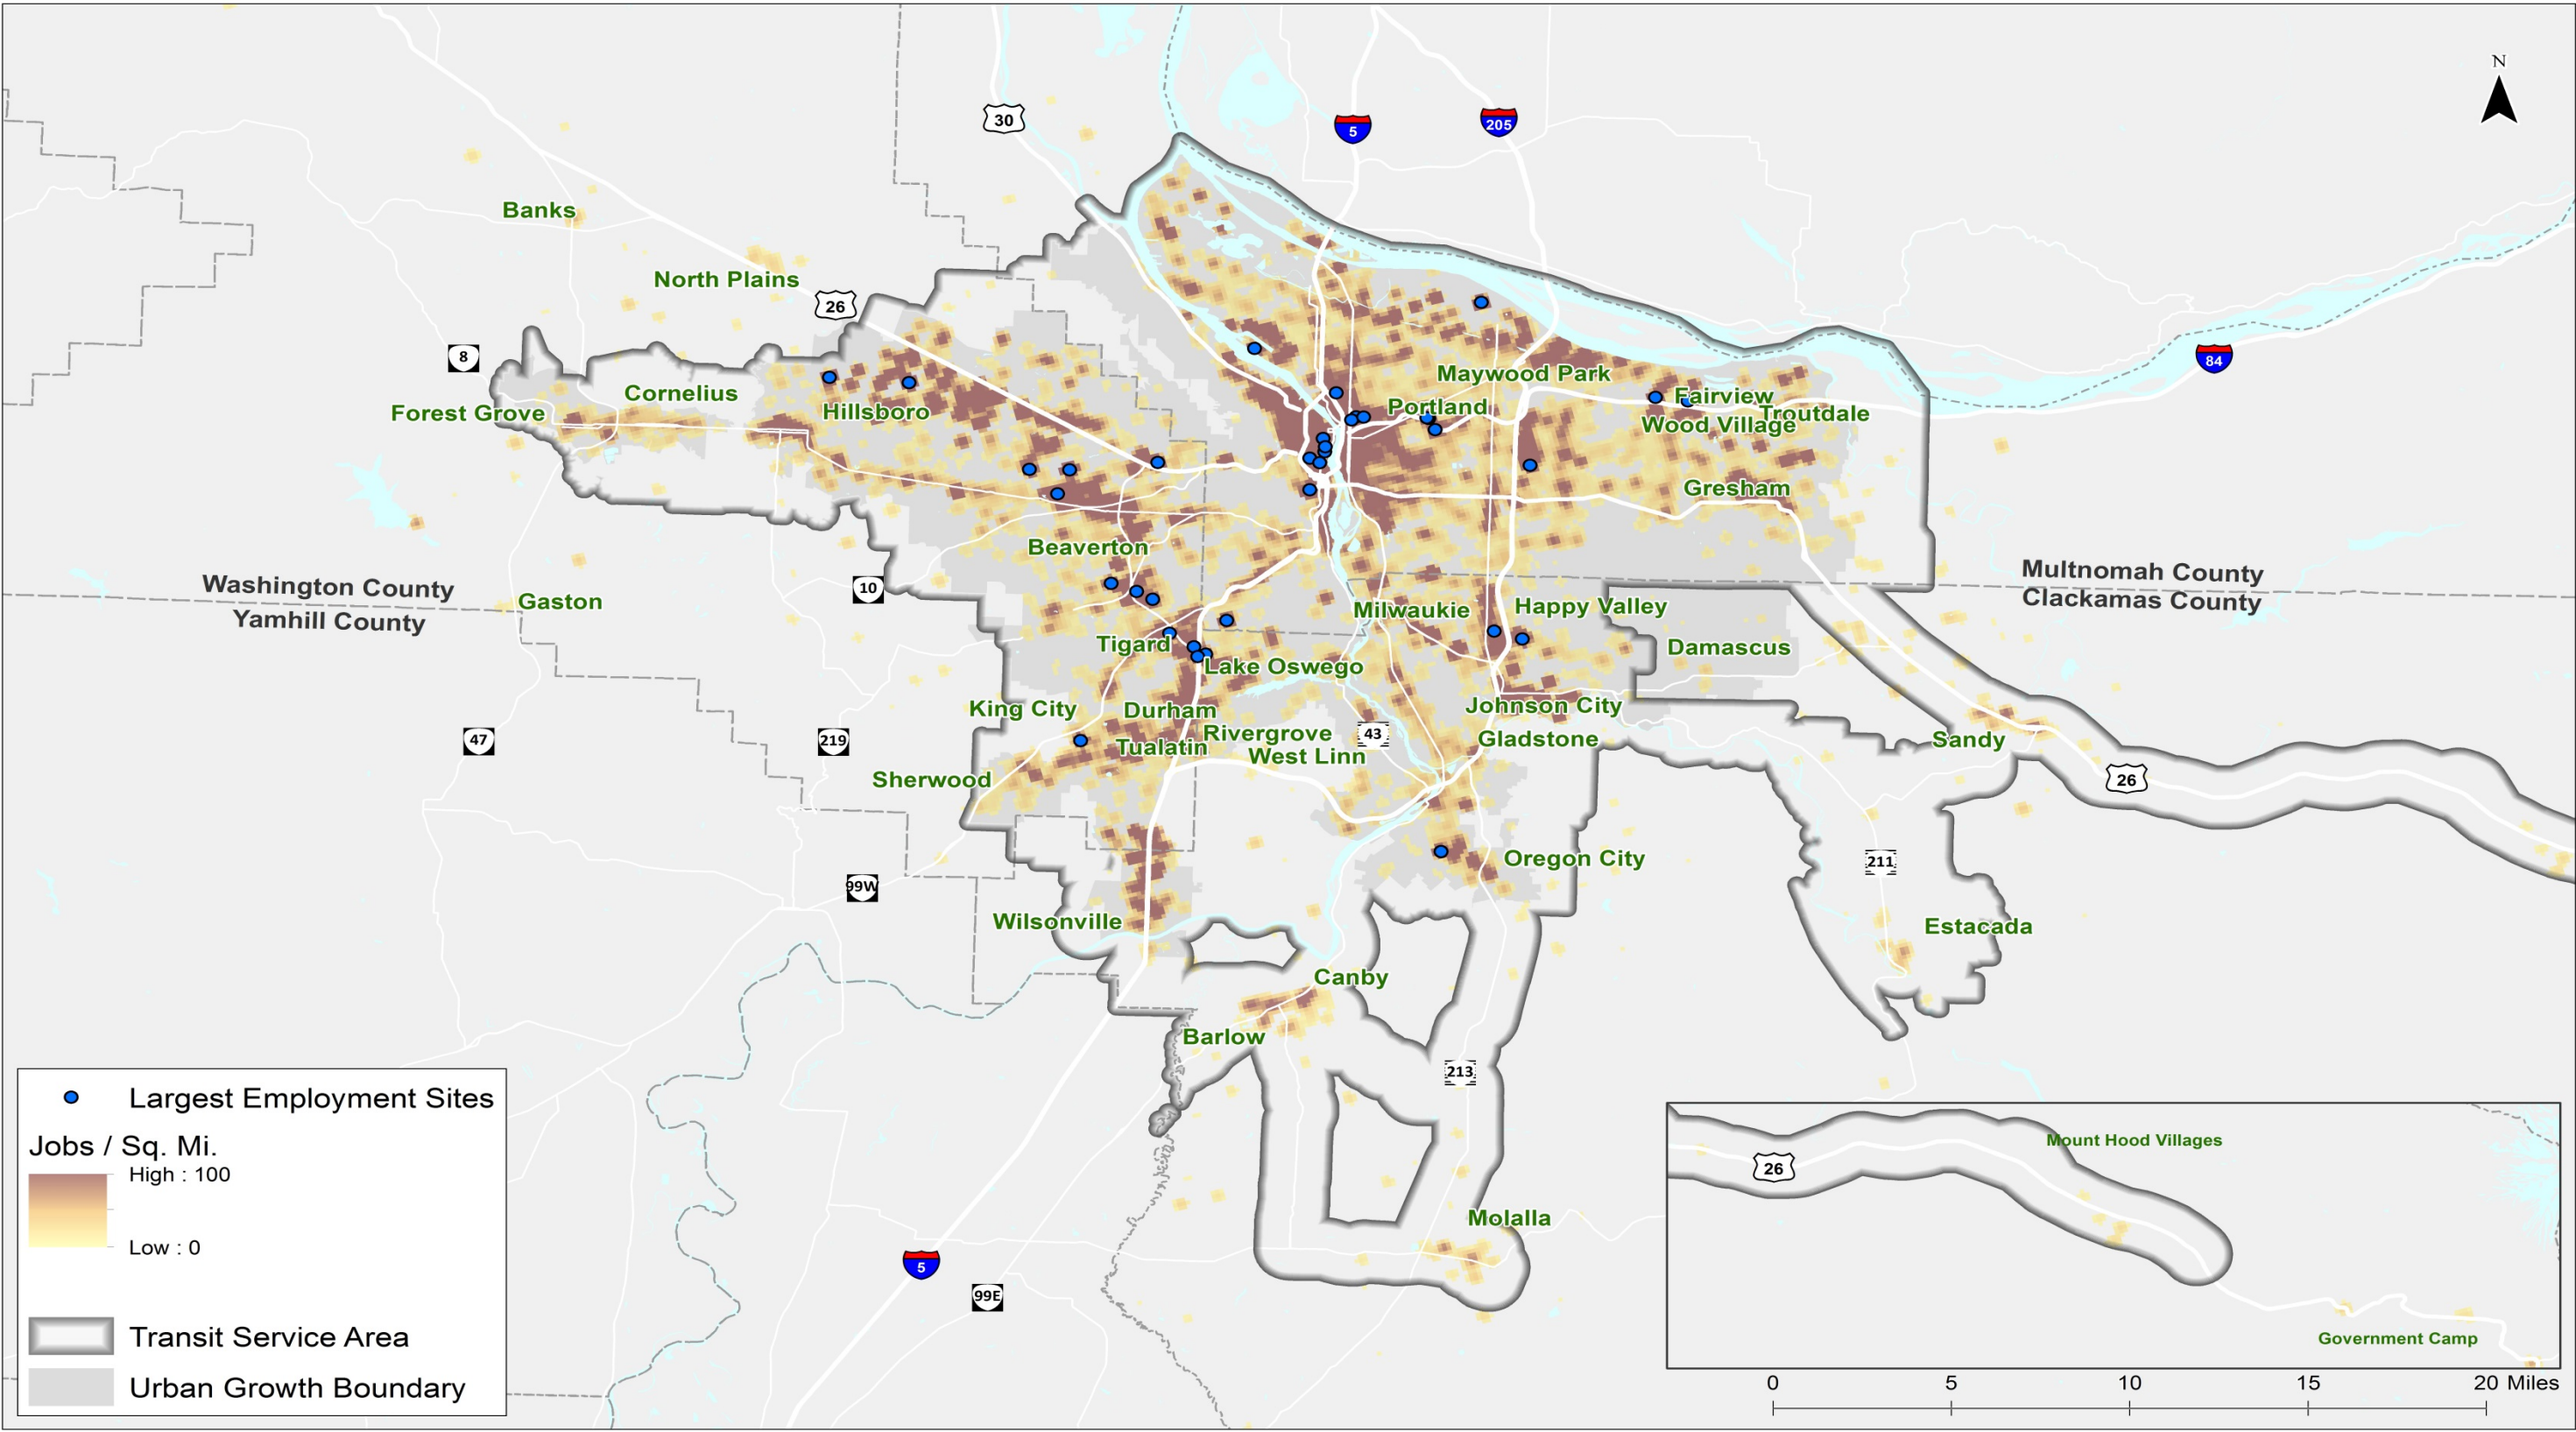 N
30
5
205
Banks
North Plains
26
8
84
Maywood Park
Cornelius
Fairview
Forest Grove
Hillsboro
Portland
Troutdale
Wood Village
Gresham
Beaverton
Multnomah County
Washington County
10
Clackamas County
Gaston
Milwaukie
Happy Valley
Yamhill County
Tigard
Damascus
Lake Oswego
King City
Durham
Johnson City
47
219
Rivergrove
43
Gladstone
Sandy
Tualatin
West Linn
Sherwood
26
Oregon City
211
99W
Wilsonville
Estacada
Canby
Barlow
213
Largest Employment Sites
Jobs / Sq. Mi.
High : 100
Low : 0
Mount Hood Villages
26
Molalla
5
99E
Transit Service Area
Government Camp
Urban Growth Boundary
0 5 10 15 20 Miles